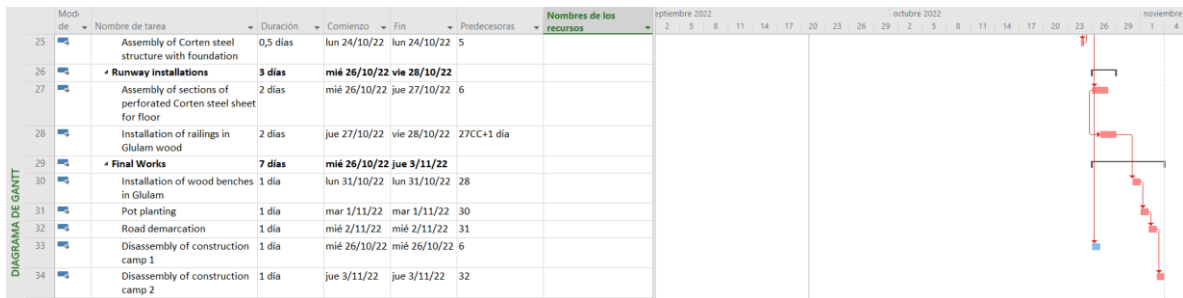 Modo de
Nombre de tarea
Duración
Comienzo
Fin
Predecesoras
Nombres de los recursos
eptiembre 2022
octubre 2022
noviembre
2 5 8 11 14 17 20 23 26 29 2 5 8 11 14 17 20 23 26 29 1 4
25 Assembly of Corten steel structure with foundation 0,5 días lun 24/10/22 lun 24/10/22 5
26 Runway installations 3 días mié 26/10/22 vie 28/10/22
27 Assembly of sections of perforated Corten steel sheet for floor 2 días mié 26/10/22 jue 27/10/22 6
28 Installation of railings in Glulam wood 2 días jue 27/10/22 vie 28/10/22 27CC+1 día
29 Final Works 7 días mié 26/10/22 jue 3/11/22
30 Installation of wood benches in Glulam 1 día lun 31/10/22 lun 31/10/22 28
31 Pot planting 1 día mar 1/11/22 mar 1/11/22 30
32 Road demarcation 1 día mié 2/11/22 mié 2/11/22 31
33 Disassembly of construction camp 1 1 día mié 26/10/22 mié 26/10/22 6
34 Disassembly of construction camp 2 1 día jue 3/11/22 jue 3/11/22 32
DIAGRAMA DE GANTT